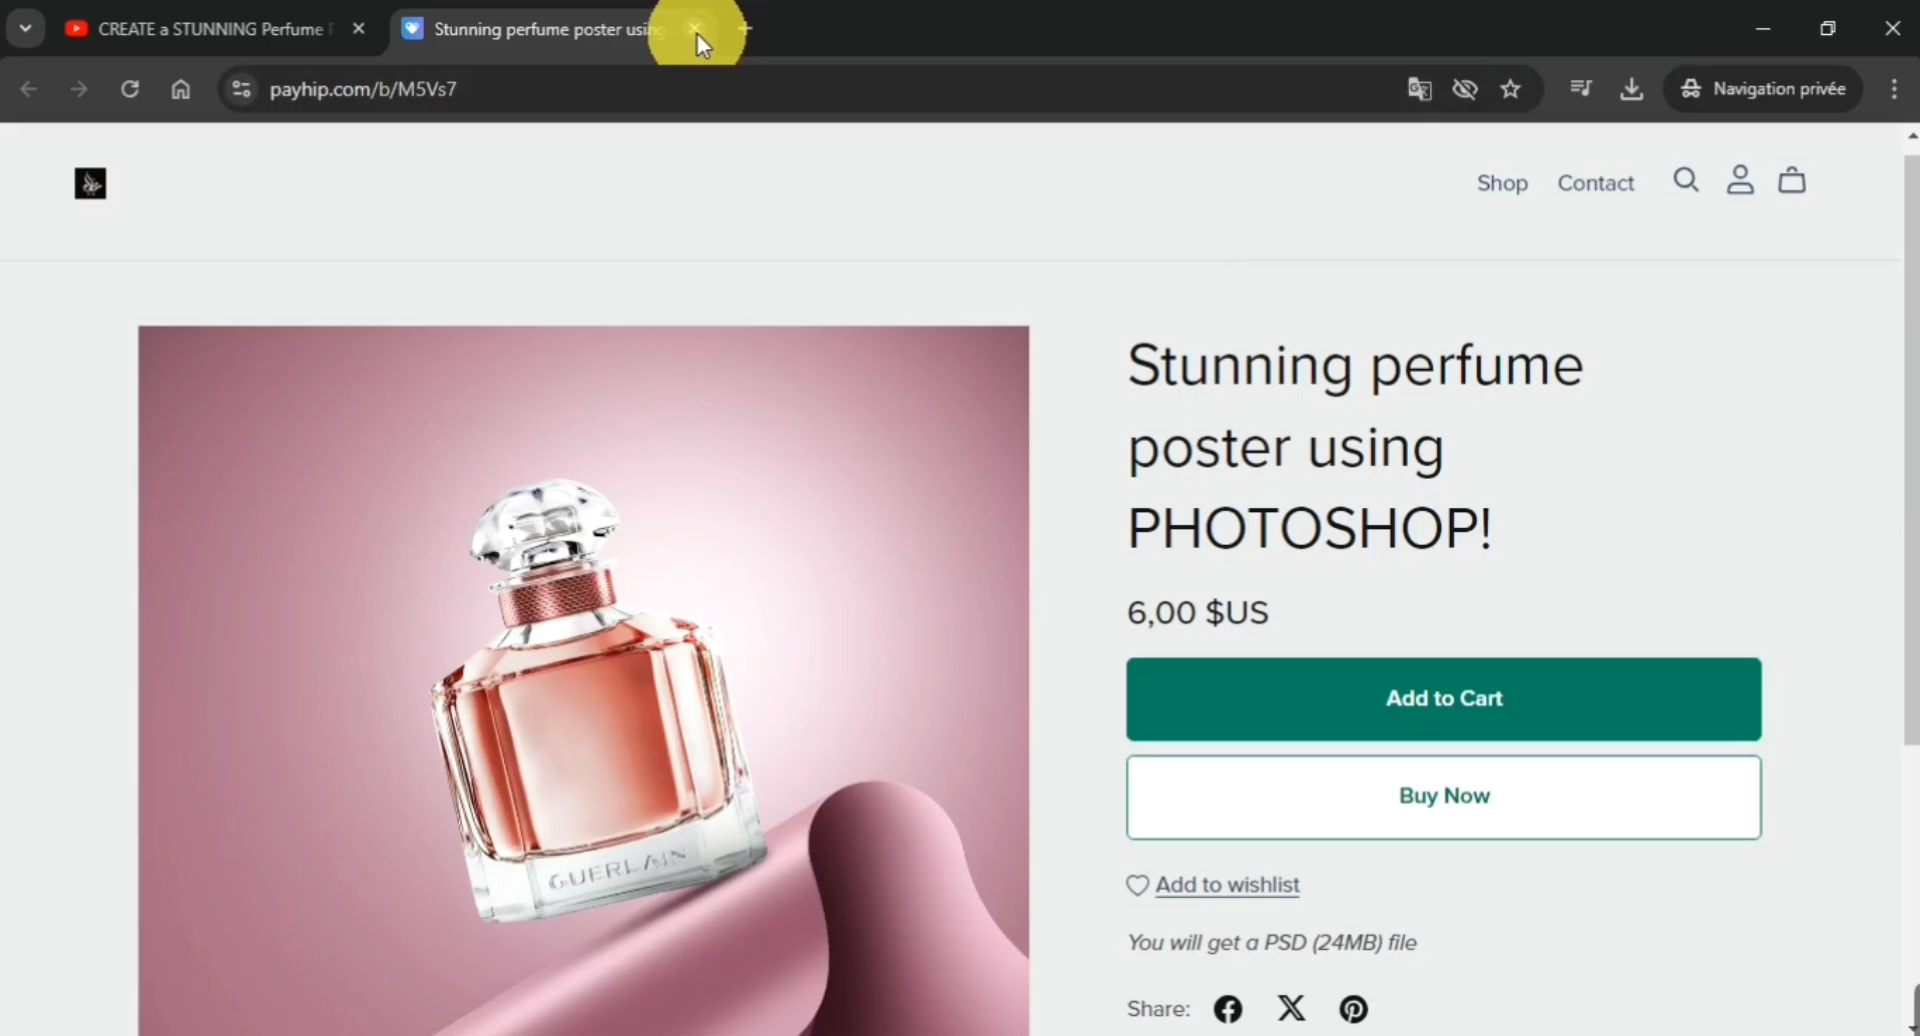 CREATE a STUNNING Perfume
Stunning perfume poster using
payhip.com/b/M5Vs7
Navigation privée
Shop
Contact
Stunning perfume
poster using
PHOTOSHOP!
6,00 $US
Add to Cart
Buy Now
Add to wishlist
You will get a PSD (24MB) file
Share:
GUERLAIN